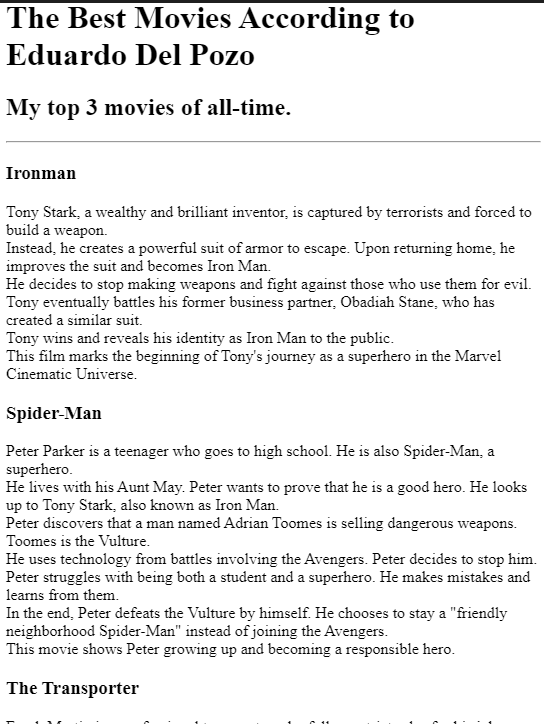 The Best Movies According to
Eduardo Del Pozo
My top 3 movies of all-time.
Ironman
Tony Stark, a wealthy and brilliant inventor, is captured by terrorists and forced to
build a weapon.
Instead, he creates a powerful suit of armor to escape. Upon returning home, he
improves the suit and becomes Iron Man.
He decides to stop making weapons and fight against those who use them for evil.
Tony eventually battles his former business partner, Obadiah Stane, who has
created a similar suit.
Tony wins and reveals his identity as Iron Man to the public.
This film marks the beginning of Tony's journey as a superhero in the Marvel
Cinematic Universe.
Spider-Man
Peter Parker is a teenager who goes to high school. He is also Spider-Man, a
superhero.
He lives with his Aunt May. Peter wants to prove that he is a good hero. He looks
up to Tony Stark, also known as Iron Man.
Peter discovers that a man named Adrian Toomes is selling dangerous weapons.
Toomes is the Vulture.
He uses technology from battles involving the Avengers. Peter decides to stop him.
Peter struggles with being both a student and a superhero. He makes mistakes and
learns from them.
In the end, Peter defeats the Vulture by himself. He chooses to stay a "friendly
neighborhood Spider-Man" instead of joining the Avengers.
This movie shows Peter growing up and becoming a responsible hero.
The Transporter